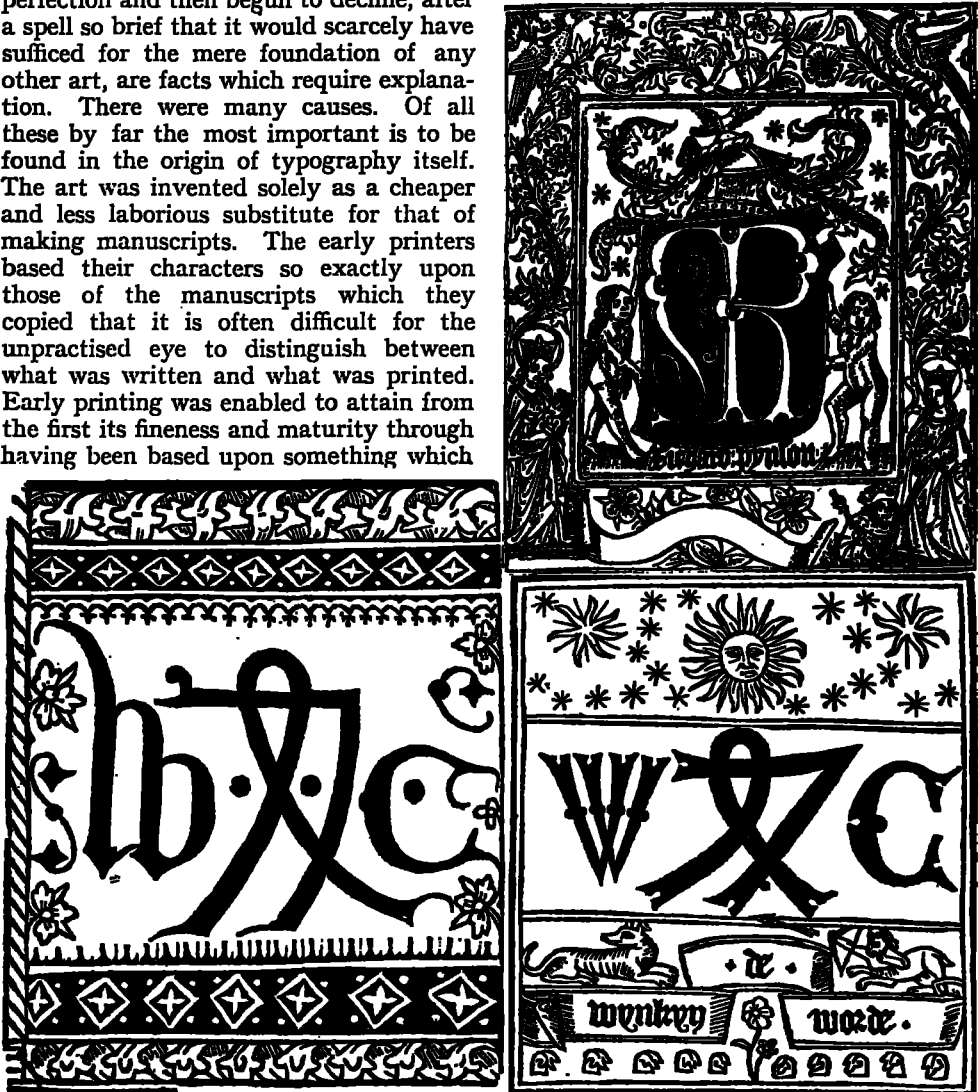 perfection and then begun to decline, after
a spell so brief that it would scarcely have
sufficed for the mere foundation of any
other art, are facts which require explana-
tion. There were many causes. Of all
these by far the most important is to be
found in the origin of typography itself.
The art was invented solely as a cheaper
and less laborious substitute for that of
making manuscripts. The early printers
based their characters so exactly upon
those of the manuscripts which they
copied that it is often difficult for the
unpractised eye to distinguish between
what was written and what was printed.
Early printing was enabled to attain from
the first its fineness and maturity through
having been based upon something which
W C
W C
de
wynkyn worde.